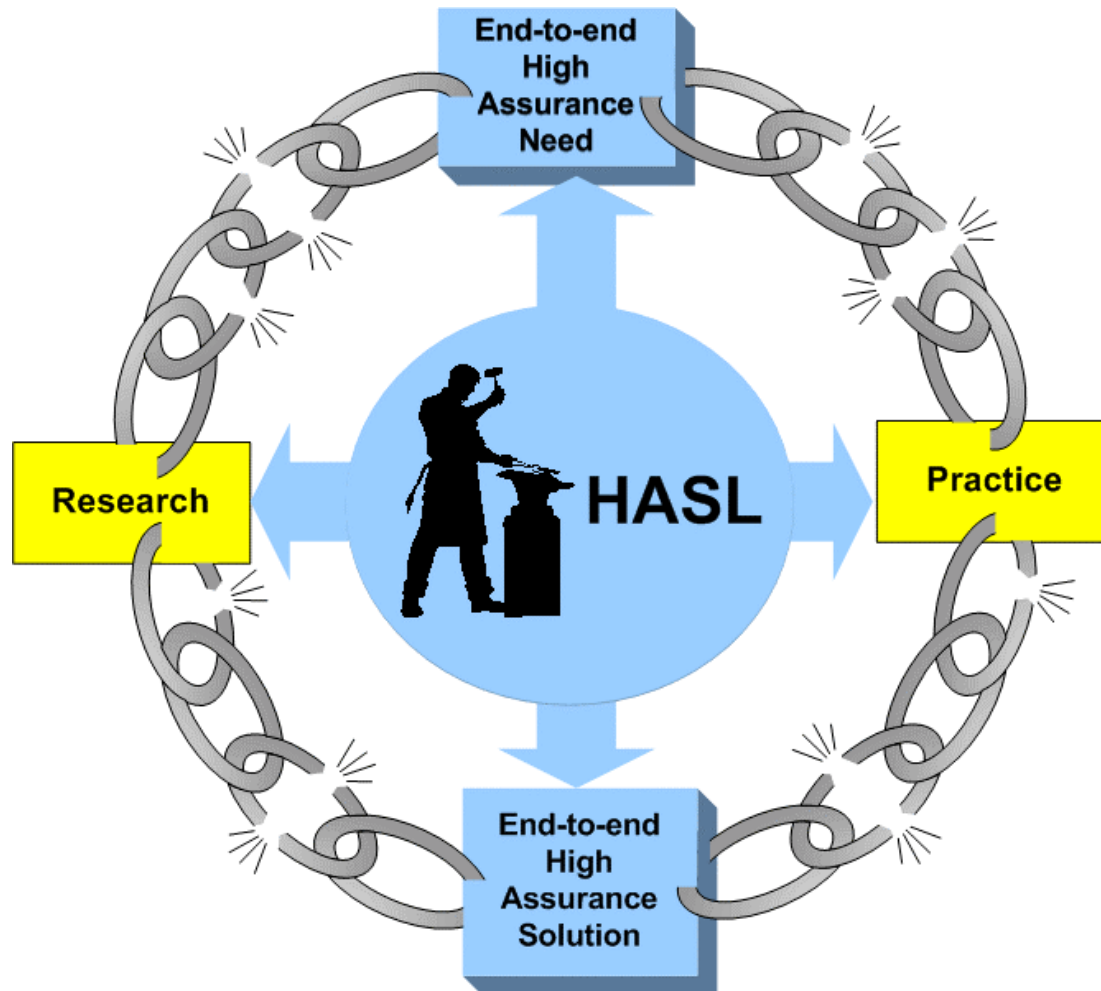 End-to-end
High
Assurance
Need
Research
HASL
Practice
End-to-end
High
Assurance
Solution